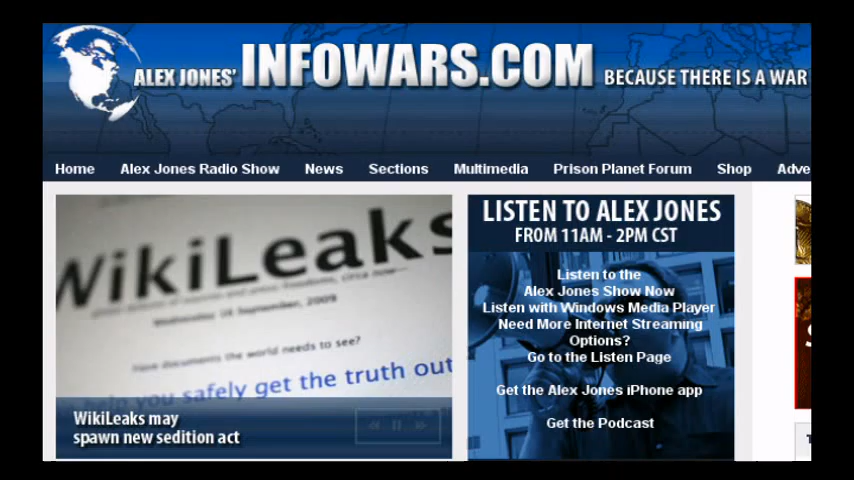 ALEX JONES' INFOWARS.COM BECAUSE THERE IS A WAR
Home Alex Jones Radio Show News Sections Multimedia Prison Planet Forum Shop Adve
WikiLeaks
Wednesday 16 September, 2009
Have documents the world needs to see?
help you safely get the truth out
WikiLeaks may
spawn new sedition act
LISTEN TO ALEX JONES
FROM 11AM - 2PM CST
Listen to the
Alex Jones Show Now
Listen with Windows Media Player
Need More Internet Streaming
Options?
Go to the Listen Page
Get the Alex Jones iPhone app
Get the Podcast